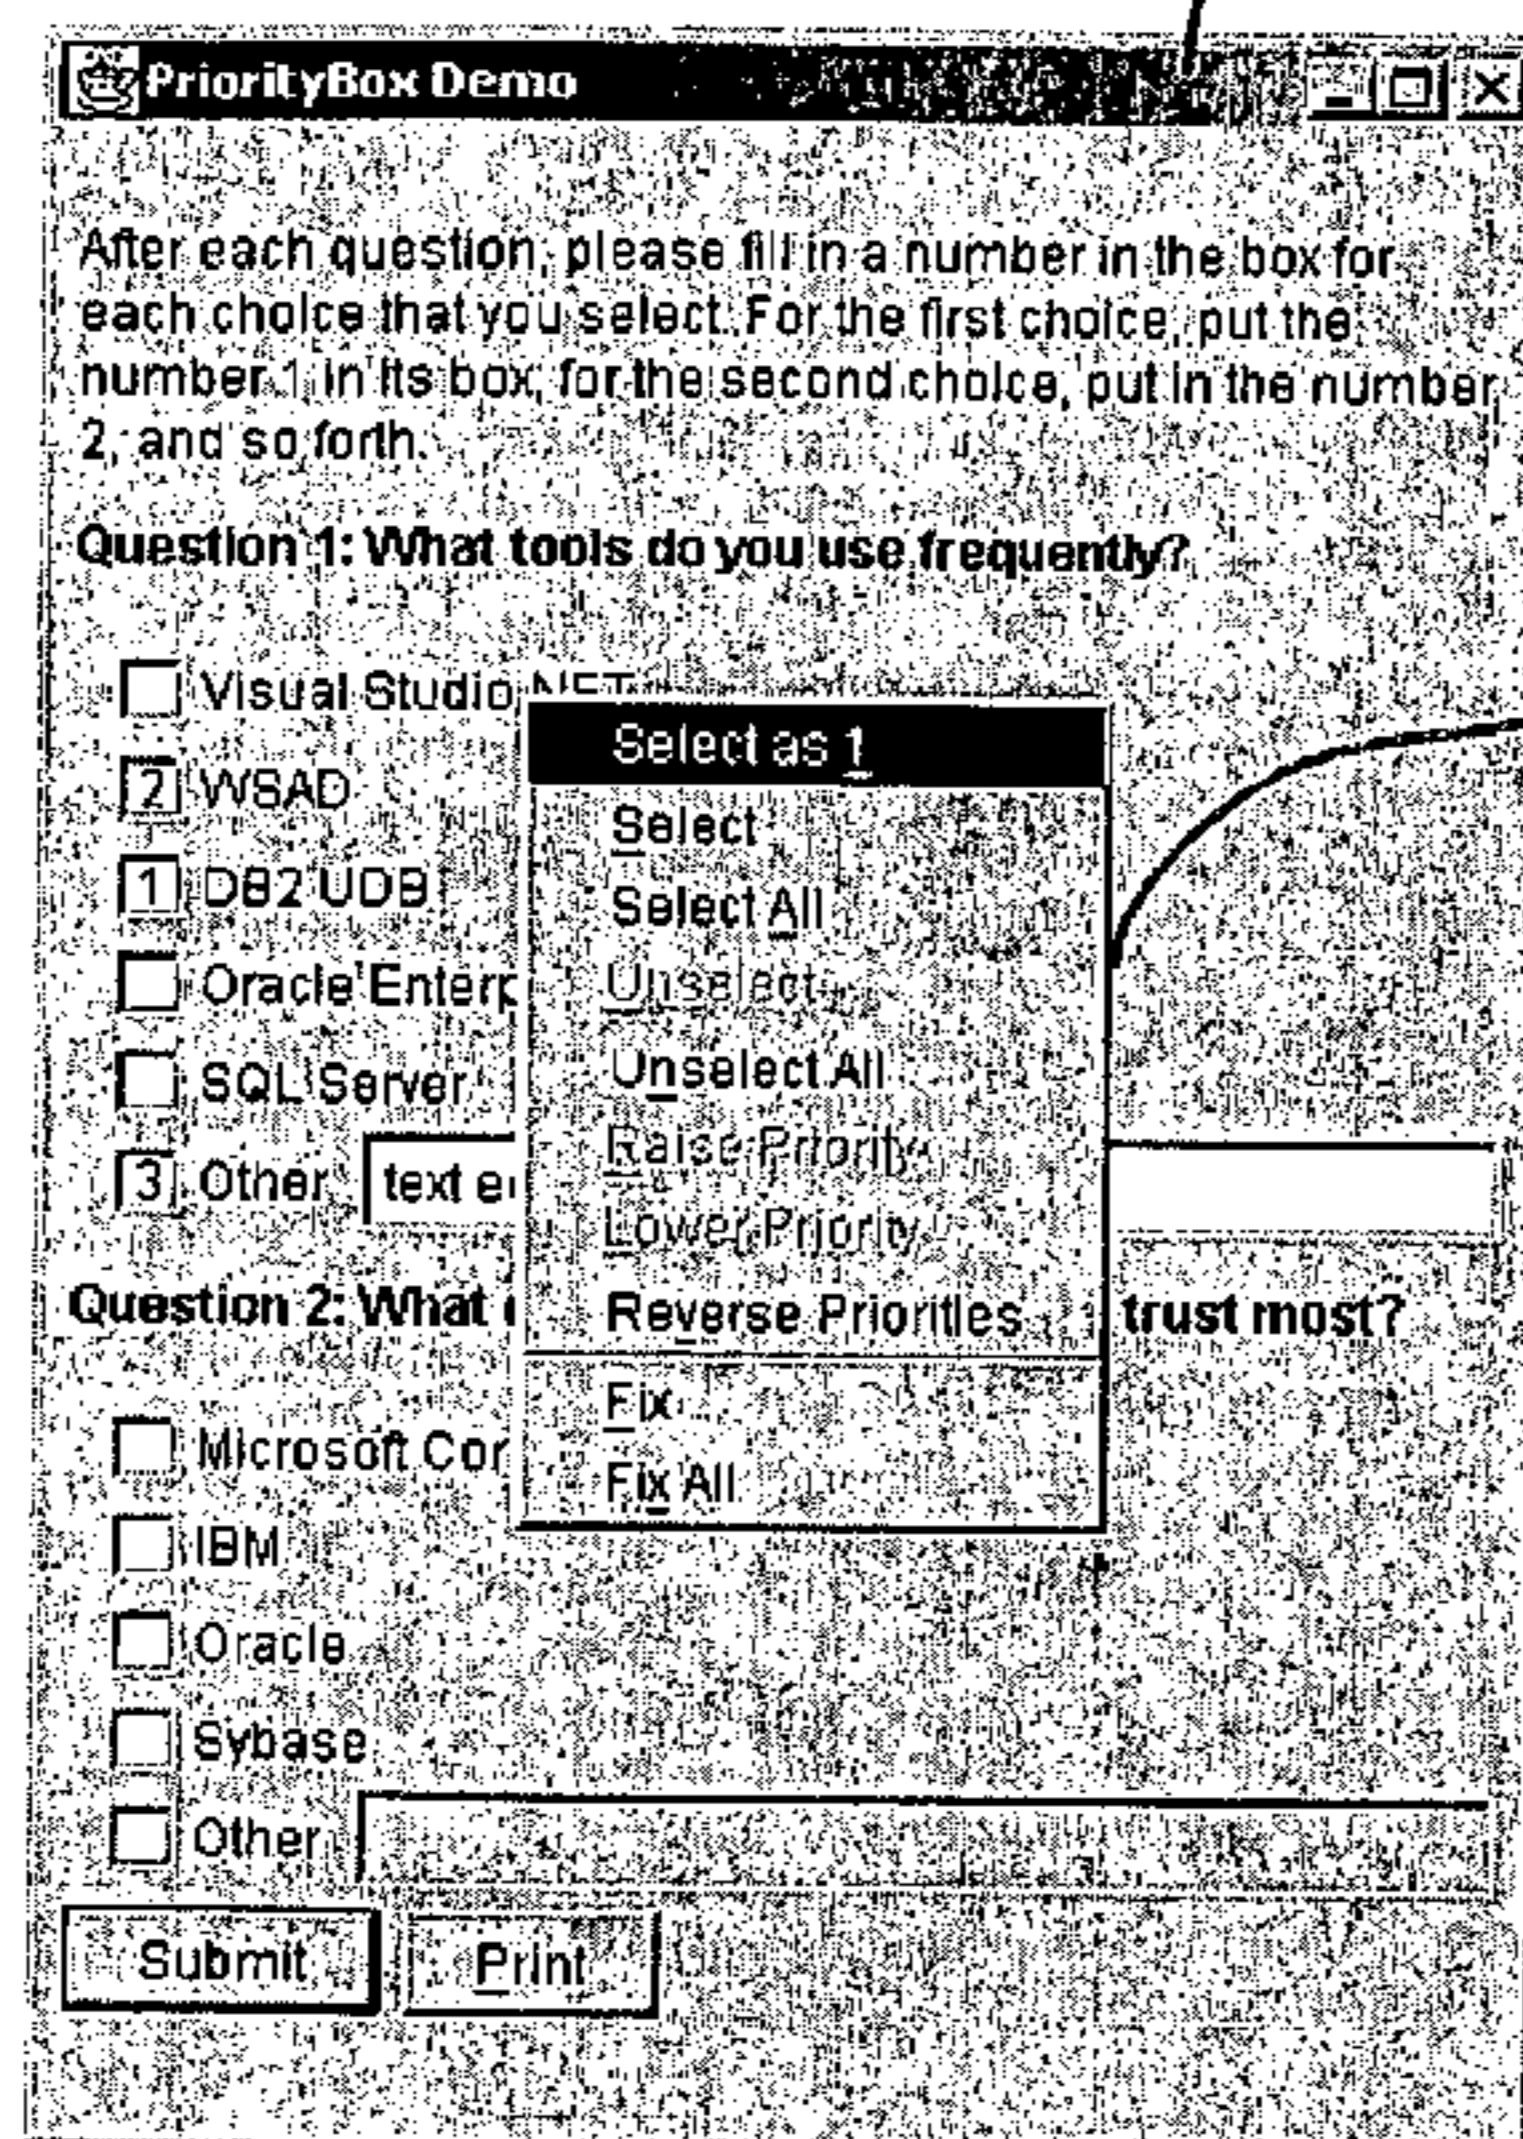 PriorityBox Demo
After each question, please fill in a number in the box for
each choice that you select. For the first choice, put the
number 1 in its box, for the second choice, put in the number
2, and so forth.
Question 1: What tools do you use frequently?
Visual Studio .NET
2 WSAD
1 DB2 UDB
Oracle Enterp
SQL Server
3 Other text e
Select as 1
Select
Select All
Unselect
Unselect All
Raise Priority
Lower Priority
Reverse Priorities
Fix
Fix All
Question 2: What trust most?
Microsoft Cor
IBM
Oracle
Sybase
Other
Submit Print